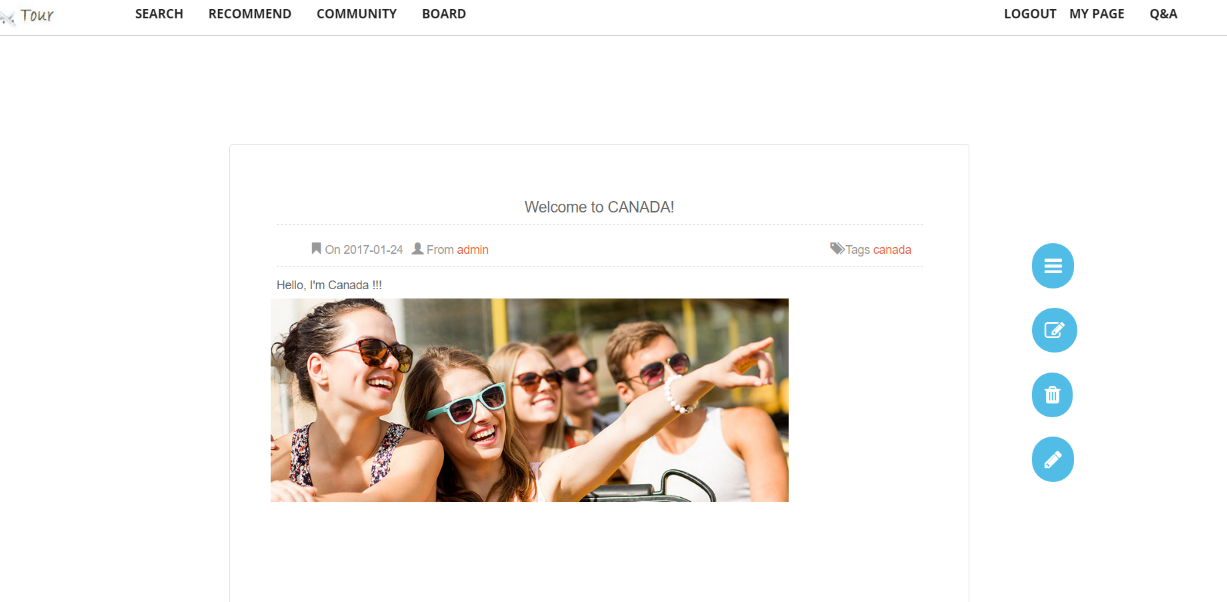 Tour SEARCH RECOMMEND COMMUNITY BOARD LOGOUT MY PAGE Q&A
Welcome to CANADA!
On 2017-01-24 From admin Tags canada
Hello, I'm Canada !!!